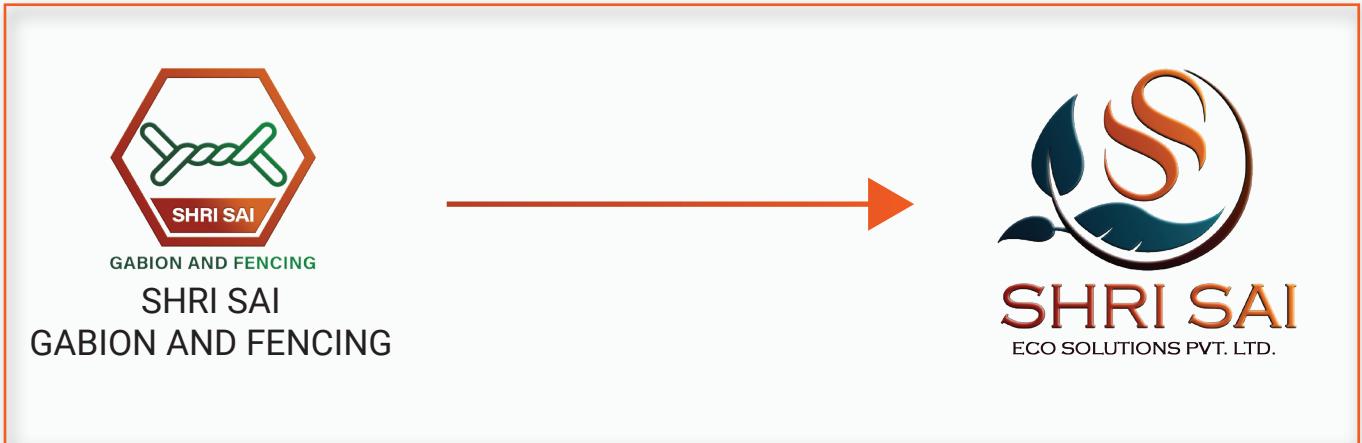 SHRI SAI
GABION AND FENCING
SHRI SAI
GABION AND FENCING
SHRI SAI
ECO SOLUTIONS PVT. LTD.